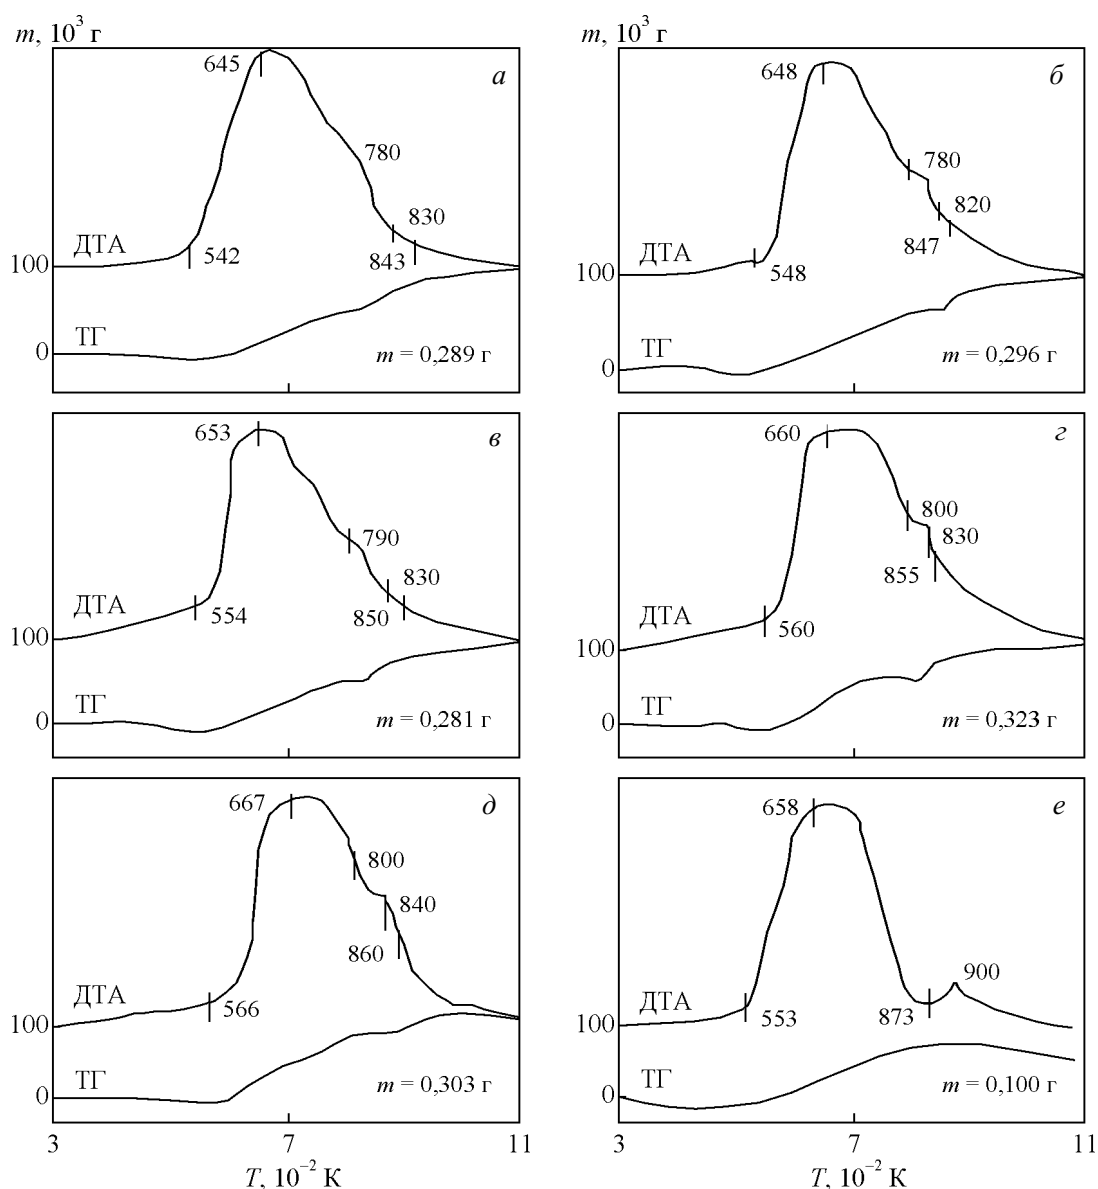 m, 10³ г
645
а
780
830
ДТА
542
843
100
ТГ
0
m = 0,289 г
7
m, 10³ г
648
б
780
820
847
ДТА
548
100
ТГ
0
m = 0,296 г
7
653
в
790
830
ДТА
554
850
100
ТГ
0
m = 0,281 г
7
660
г
800
830
855
ДТА
560
100
ТГ
0
m = 0,323 г
7
667
д
800
840
860
ДТА
566
100
ТГ
0
m = 0,303 г
3 7 11
T, 10⁻² К
658
е
900
ДТА
553
873
100
ТГ
0
m = 0,100 г
3 7 11
T, 10⁻² К